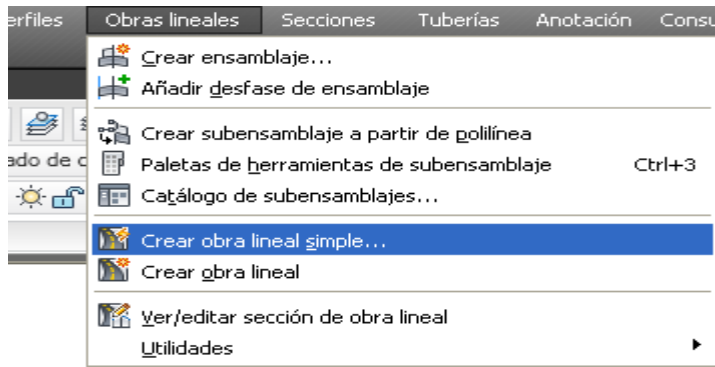 erfiles Obras lineales Secciones Tuberías Anotación Consu
Crear ensamblaje...
Añadir desfase de ensamblaje
Crear subensamblaje a partir de polilínea
ado de c
Paletas de herramientas de subensamblaje Ctrl+3
Catálogo de subensamblajes...
Crear obra lineal simple...
Crear obra lineal
Ver/editar sección de obra lineal
Utilidades